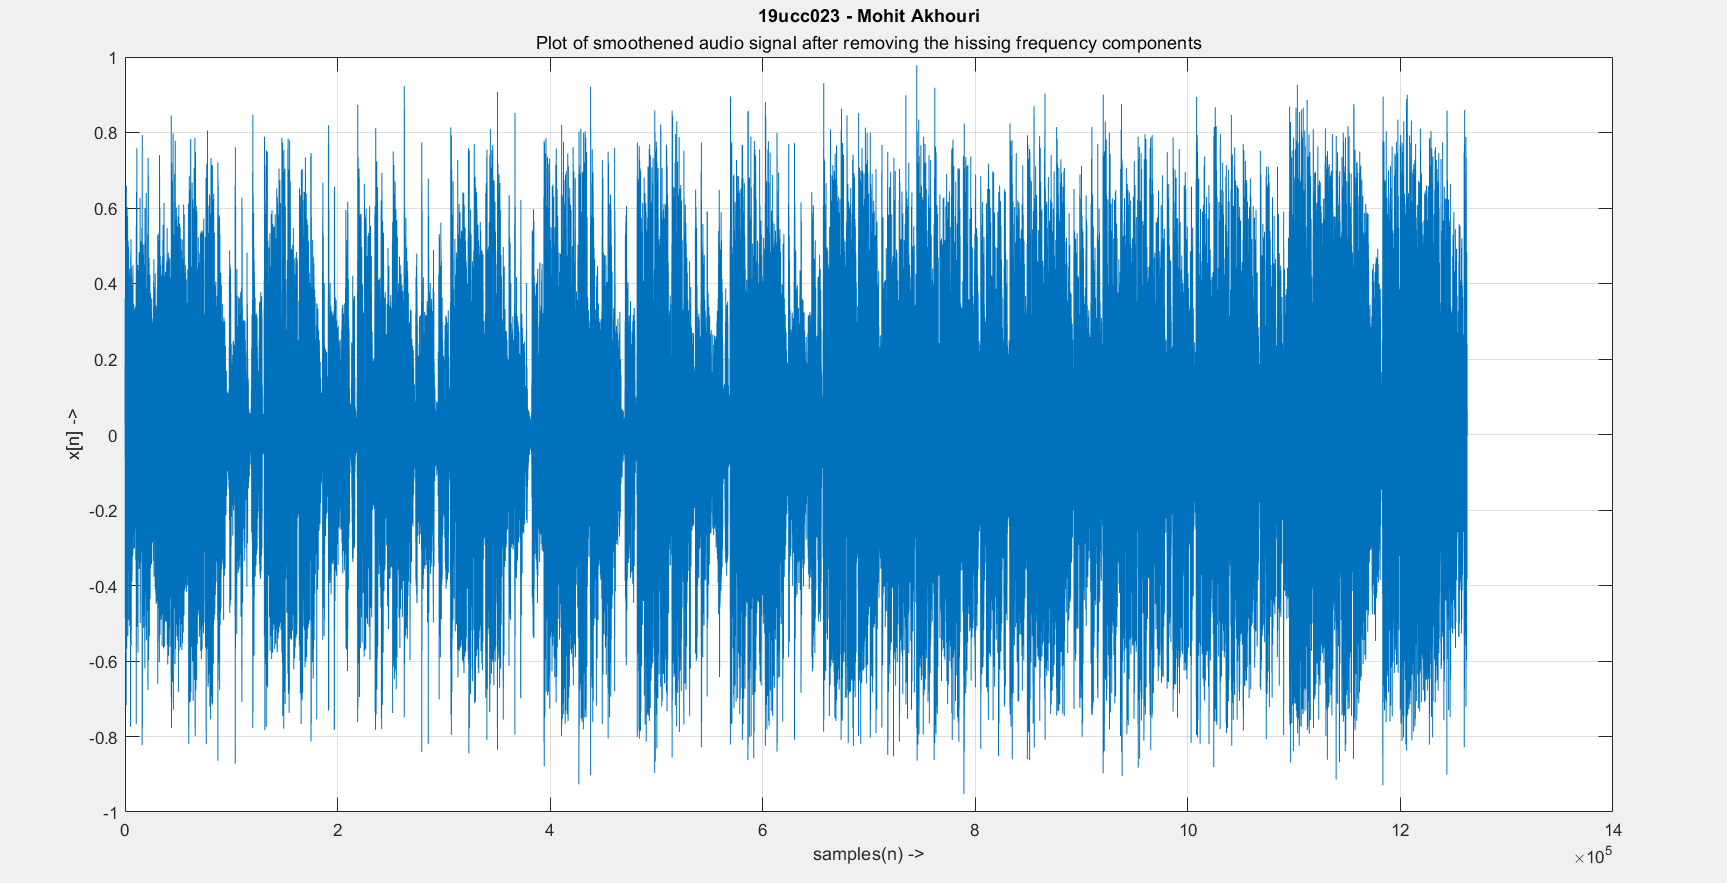 19ucc023 - Mohit Akhouri
Plot of smoothened audio signal after removing the hissing frequency components
1
0.8
0.6
0.4
0.2
0
-0.2
-0.4
-0.6
-0.8
-1
x[n] ->
0 2 4 6 8 10 12 14
samples(n) ->
×10⁵